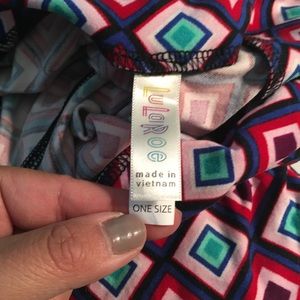 LuLaRoe
made in
vietnam
ONE SIZE